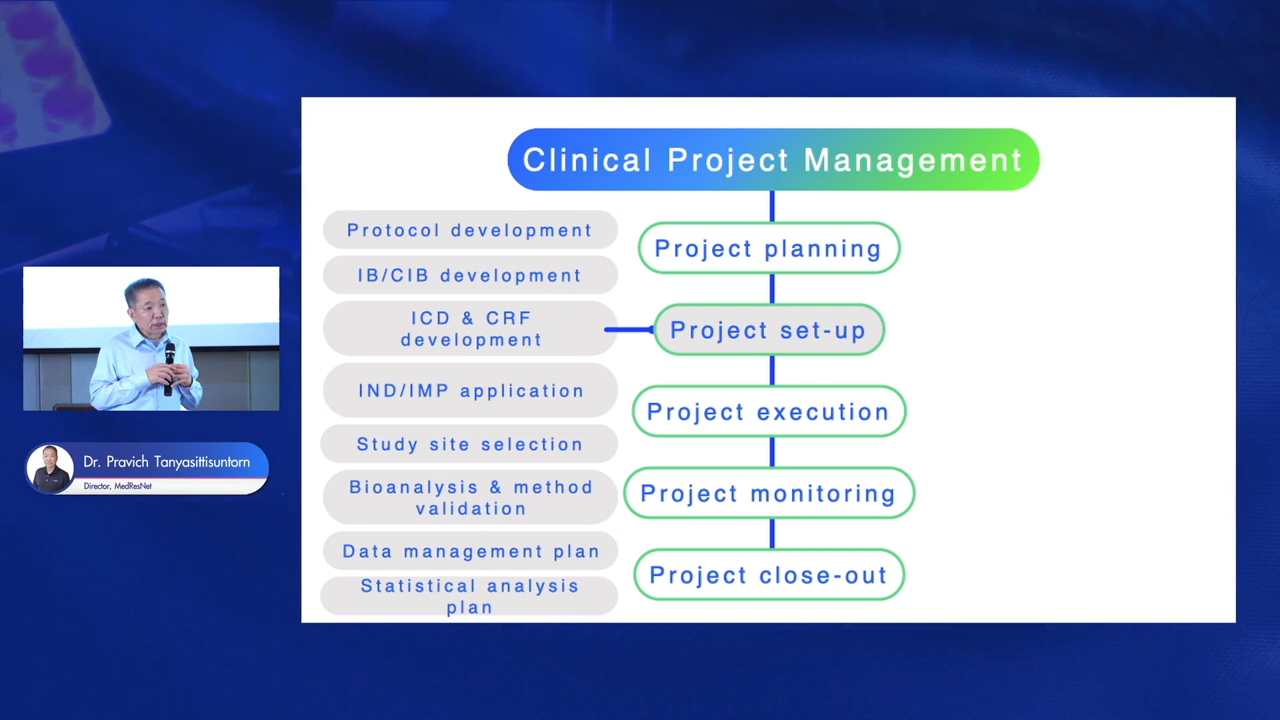 Clinical Project Management
Protocol development
IB/CIB development
ICD & CRF
development
IND/IMP application
Study site selection
Bioanalysis & method
validation
Data management plan
Statistical analysis
plan
Project planning
Project set-up
Project execution
Project monitoring
Project close-out
Dr. Pravich Tanyasittisuntorn
Director, MedResNet